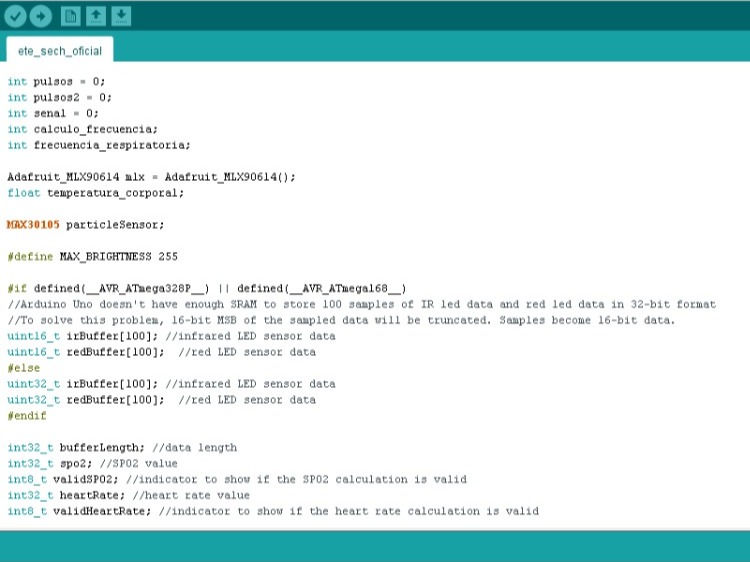 ete_sech_oficial
int pulsos = 0;
int pulsos2 = 0;
int senal = 0;
int calculo_frecuencia;
int frecuencia_respiratoria;
Adafruit_MLX90614 mlx = Adafruit_MLX90614();
float temperatura_corporal;
MAX30105 particleSensor;
#define MAX_BRIGHTNESS 255
#if defined(__AVR_ATmega328P__) || defined(__AVR_ATmega168__)
//Arduino Uno doesn't have enough SRAM to store 100 samples of IR led data and red led data in 32-bit format
//To solve this problem, 16-bit MSB of the sampled data will be truncated. Samples become 16-bit data.
uint16_t irBuffer[100]; //infrared LED sensor data
uint16_t redBuffer[100];  //red LED sensor data
#else
uint32_t irBuffer[100]; //infrared LED sensor data
uint32_t redBuffer[100];  //red LED sensor data
#endif
int32_t bufferLength; //data length
int32_t spo2; //SPO2 value
int8_t validSPO2; //indicator to show if the SPO2 calculation is valid
int32_t heartRate; //heart rate value
int8_t validHeartRate; //indicator to show if the heart rate calculation is valid